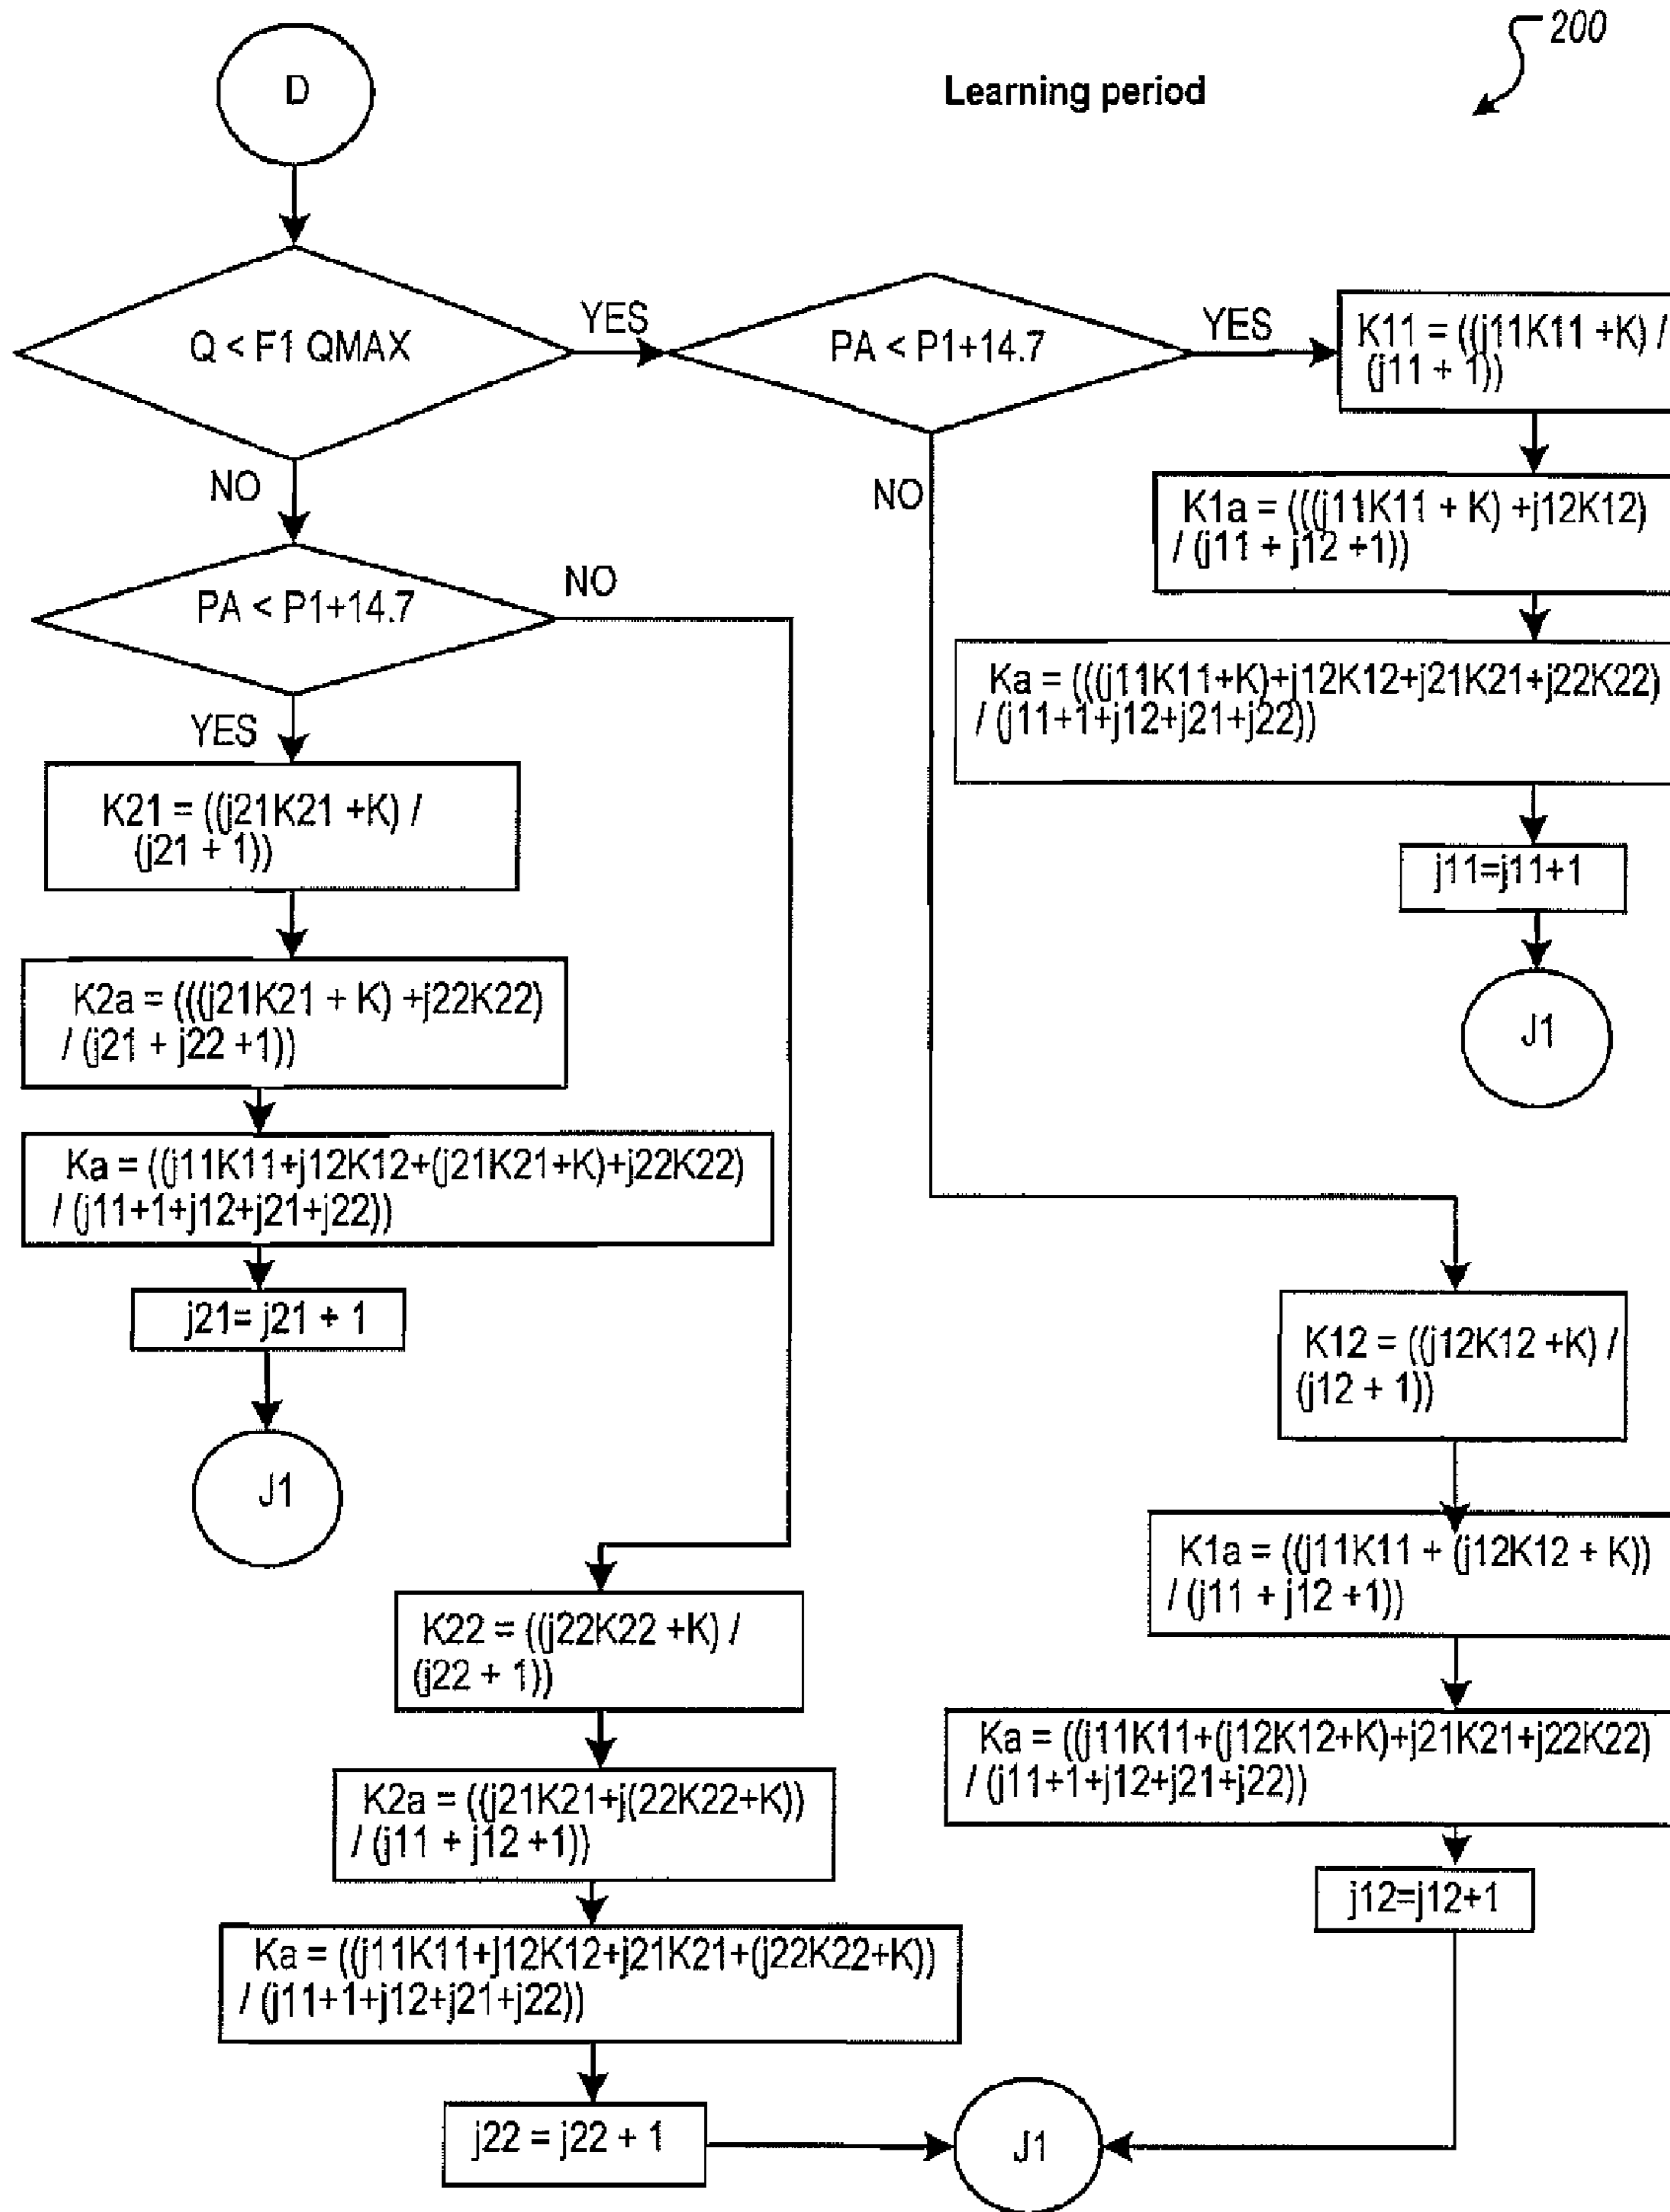 200
Learning period
D
Q < F1 QMAX
YES
PA < P1+14.7
YES
K11 = ((j11K11 +K) /
(j11 + 1))
NO
NO
K1a = (((j11K11 + K) +j12K12)
/ (j11 + j12 +1))
PA < P1+14.7
NO
Ka = (((j11K11+K)+j12K12+j21K21+j22K22)
/ (j11+1+j12+j21+j22))
YES
K21 = ((j21K21 +K) /
(j21 + 1))
j11=j11+1
K2a = (((j21K21 + K) +j22K22)
/ (j21 + j22 +1))
J1
Ka = ((j11K11+j12K12+(j21K21+K)+j22K22)
/ (j11+1+j12+j21+j22))
j21= j21 + 1
K12 = ((j12K12 +K) /
(j12 + 1))
J1
K1a = ((j11K11 + (j12K12 + K))
/ (j11 + j12 +1))
K22 = ((j22K22 +K) /
(j22 + 1))
Ka = ((j11K11+(j12K12+K)+j21K21+j22K22)
/ (j11+1+j12+j21+j22))
K2a = ((j21K21+j(22K22+K))
/ (j11 + j12 +1))
j12=j12+1
Ka = ((j11K11+j12K12+j21K21+(j22K22+K))
/ (j11+1+j12+j21+j22))
j22 = j22 + 1
J1